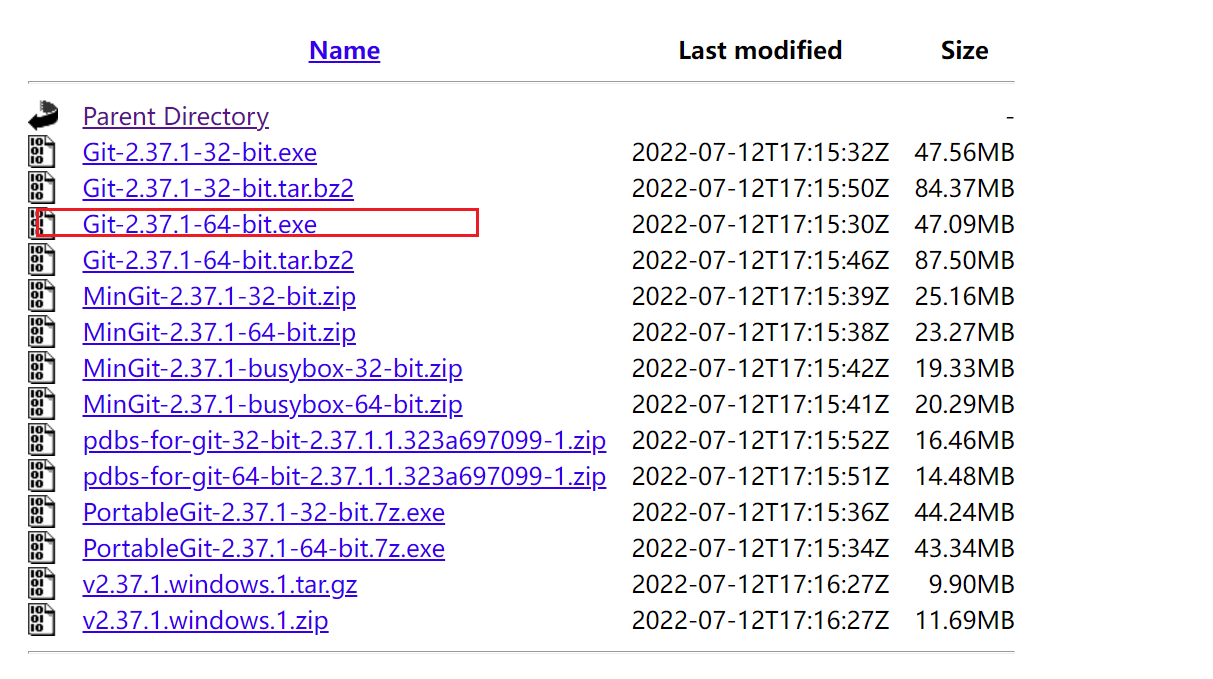 Name Last modified Size
Parent Directory -
Git-2.37.1-32-bit.exe 2022-07-12T17:15:32Z 47.56MB
Git-2.37.1-32-bit.tar.bz2 2022-07-12T17:15:50Z 84.37MB
Git-2.37.1-64-bit.exe 2022-07-12T17:15:30Z 47.09MB
Git-2.37.1-64-bit.tar.bz2 2022-07-12T17:15:46Z 87.50MB
MinGit-2.37.1-32-bit.zip 2022-07-12T17:15:39Z 25.16MB
MinGit-2.37.1-64-bit.zip 2022-07-12T17:15:38Z 23.27MB
MinGit-2.37.1-busybox-32-bit.zip 2022-07-12T17:15:42Z 19.33MB
MinGit-2.37.1-busybox-64-bit.zip 2022-07-12T17:15:41Z 20.29MB
pdbs-for-git-32-bit-2.37.1.1.323a697099-1.zip 2022-07-12T17:15:52Z 16.46MB
pdbs-for-git-64-bit-2.37.1.1.323a697099-1.zip 2022-07-12T17:15:51Z 14.48MB
PortableGit-2.37.1-32-bit.7z.exe 2022-07-12T17:15:36Z 44.24MB
PortableGit-2.37.1-64-bit.7z.exe 2022-07-12T17:15:34Z 43.34MB
v2.37.1.windows.1.tar.gz 2022-07-12T17:16:27Z 9.90MB
v2.37.1.windows.1.zip 2022-07-12T17:16:27Z 11.69MB